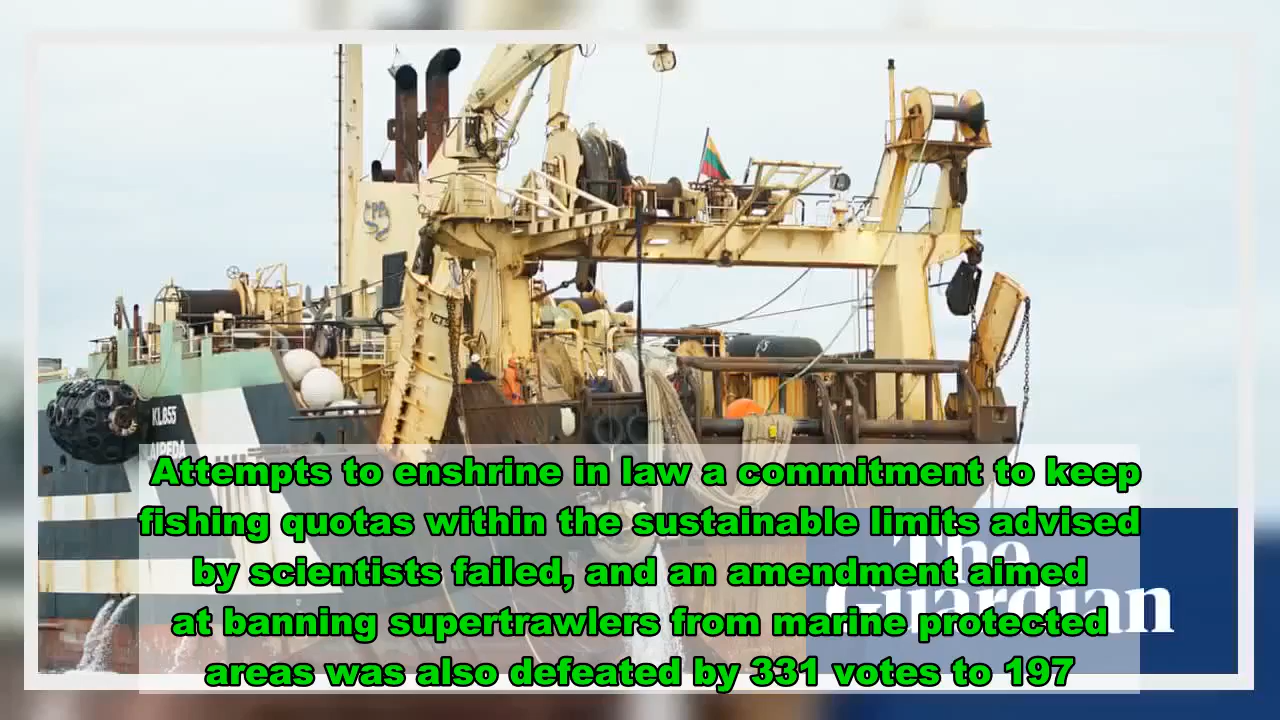 KL855
Attempts to enshrine in law a commitment to keep
fishing quotas within the sustainable limits advised
by scientists failed, and an amendment aimed
at banning supertrawlers from marine protected
areas was also defeated by 331 votes to 197
The
Guardian